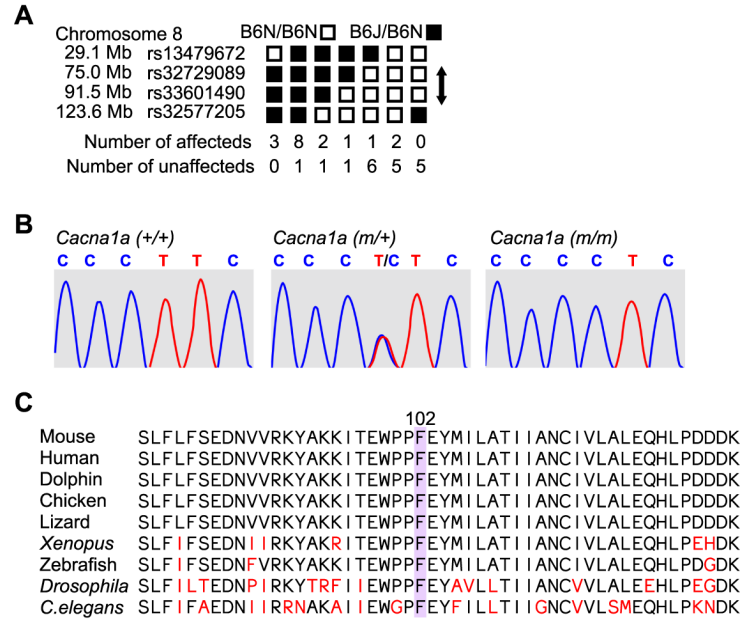 A
Chromosome 8 B6N/B6N B6J/B6N
29.1 Mb rs13479672
75.0 Mb rs32729089
91.5 Mb rs33601490
123.6 Mb rs32577205
Number of affecteds 3 8 2 1 1 2 0
Number of unaffecteds 0 1 1 1 6 5 5
B
Cacna1a (+/+) Cacna1a (m/+) Cacna1a (m/m)
C C C T T C C C C T/C T C C C C C T C
C
102
Mouse SLFLFSEDNVVRKYAKKITEWPPFEYMILATIIANCIVLALEQHLPDDDK
Human SLFLFSEDNVVRKYAKKITEWPPFEYMILATIIANCIVLALEQHLPDDDK
Dolphin SLFLFSEDNVVRKYAKKITEWPPFEYMILATIIANCIVLALEQHLPDDDK
Chicken SLFLFSEDNVVRKYAKKITEWPPFEYMILATIIANCIVLALEQHLPDDDK
Lizard SLFLFSEDNVVRKYAKKITEWPPFEYMILATIIANCIVLALEQHLPDDDK
Xenopus SLFIFSEDNIIRKYAKRITEWPPFEYMILATIIANCIVLALEQHLPEHDK
Zebrafish SLFIFSEDNFVRKYAKKITEWPPFEYMILATIIANCIVLALEQHLPDGDK
Drosophila SLFILTEDNPIRKYTRFIIEWPPFEYAVLLTIIANCVVLALEEHLPEGDK
C.elegans SLFIFAEDNIIRRNAKAIIEWGPFEYFILLTIIGNCVVLSMEQHLPKNDK